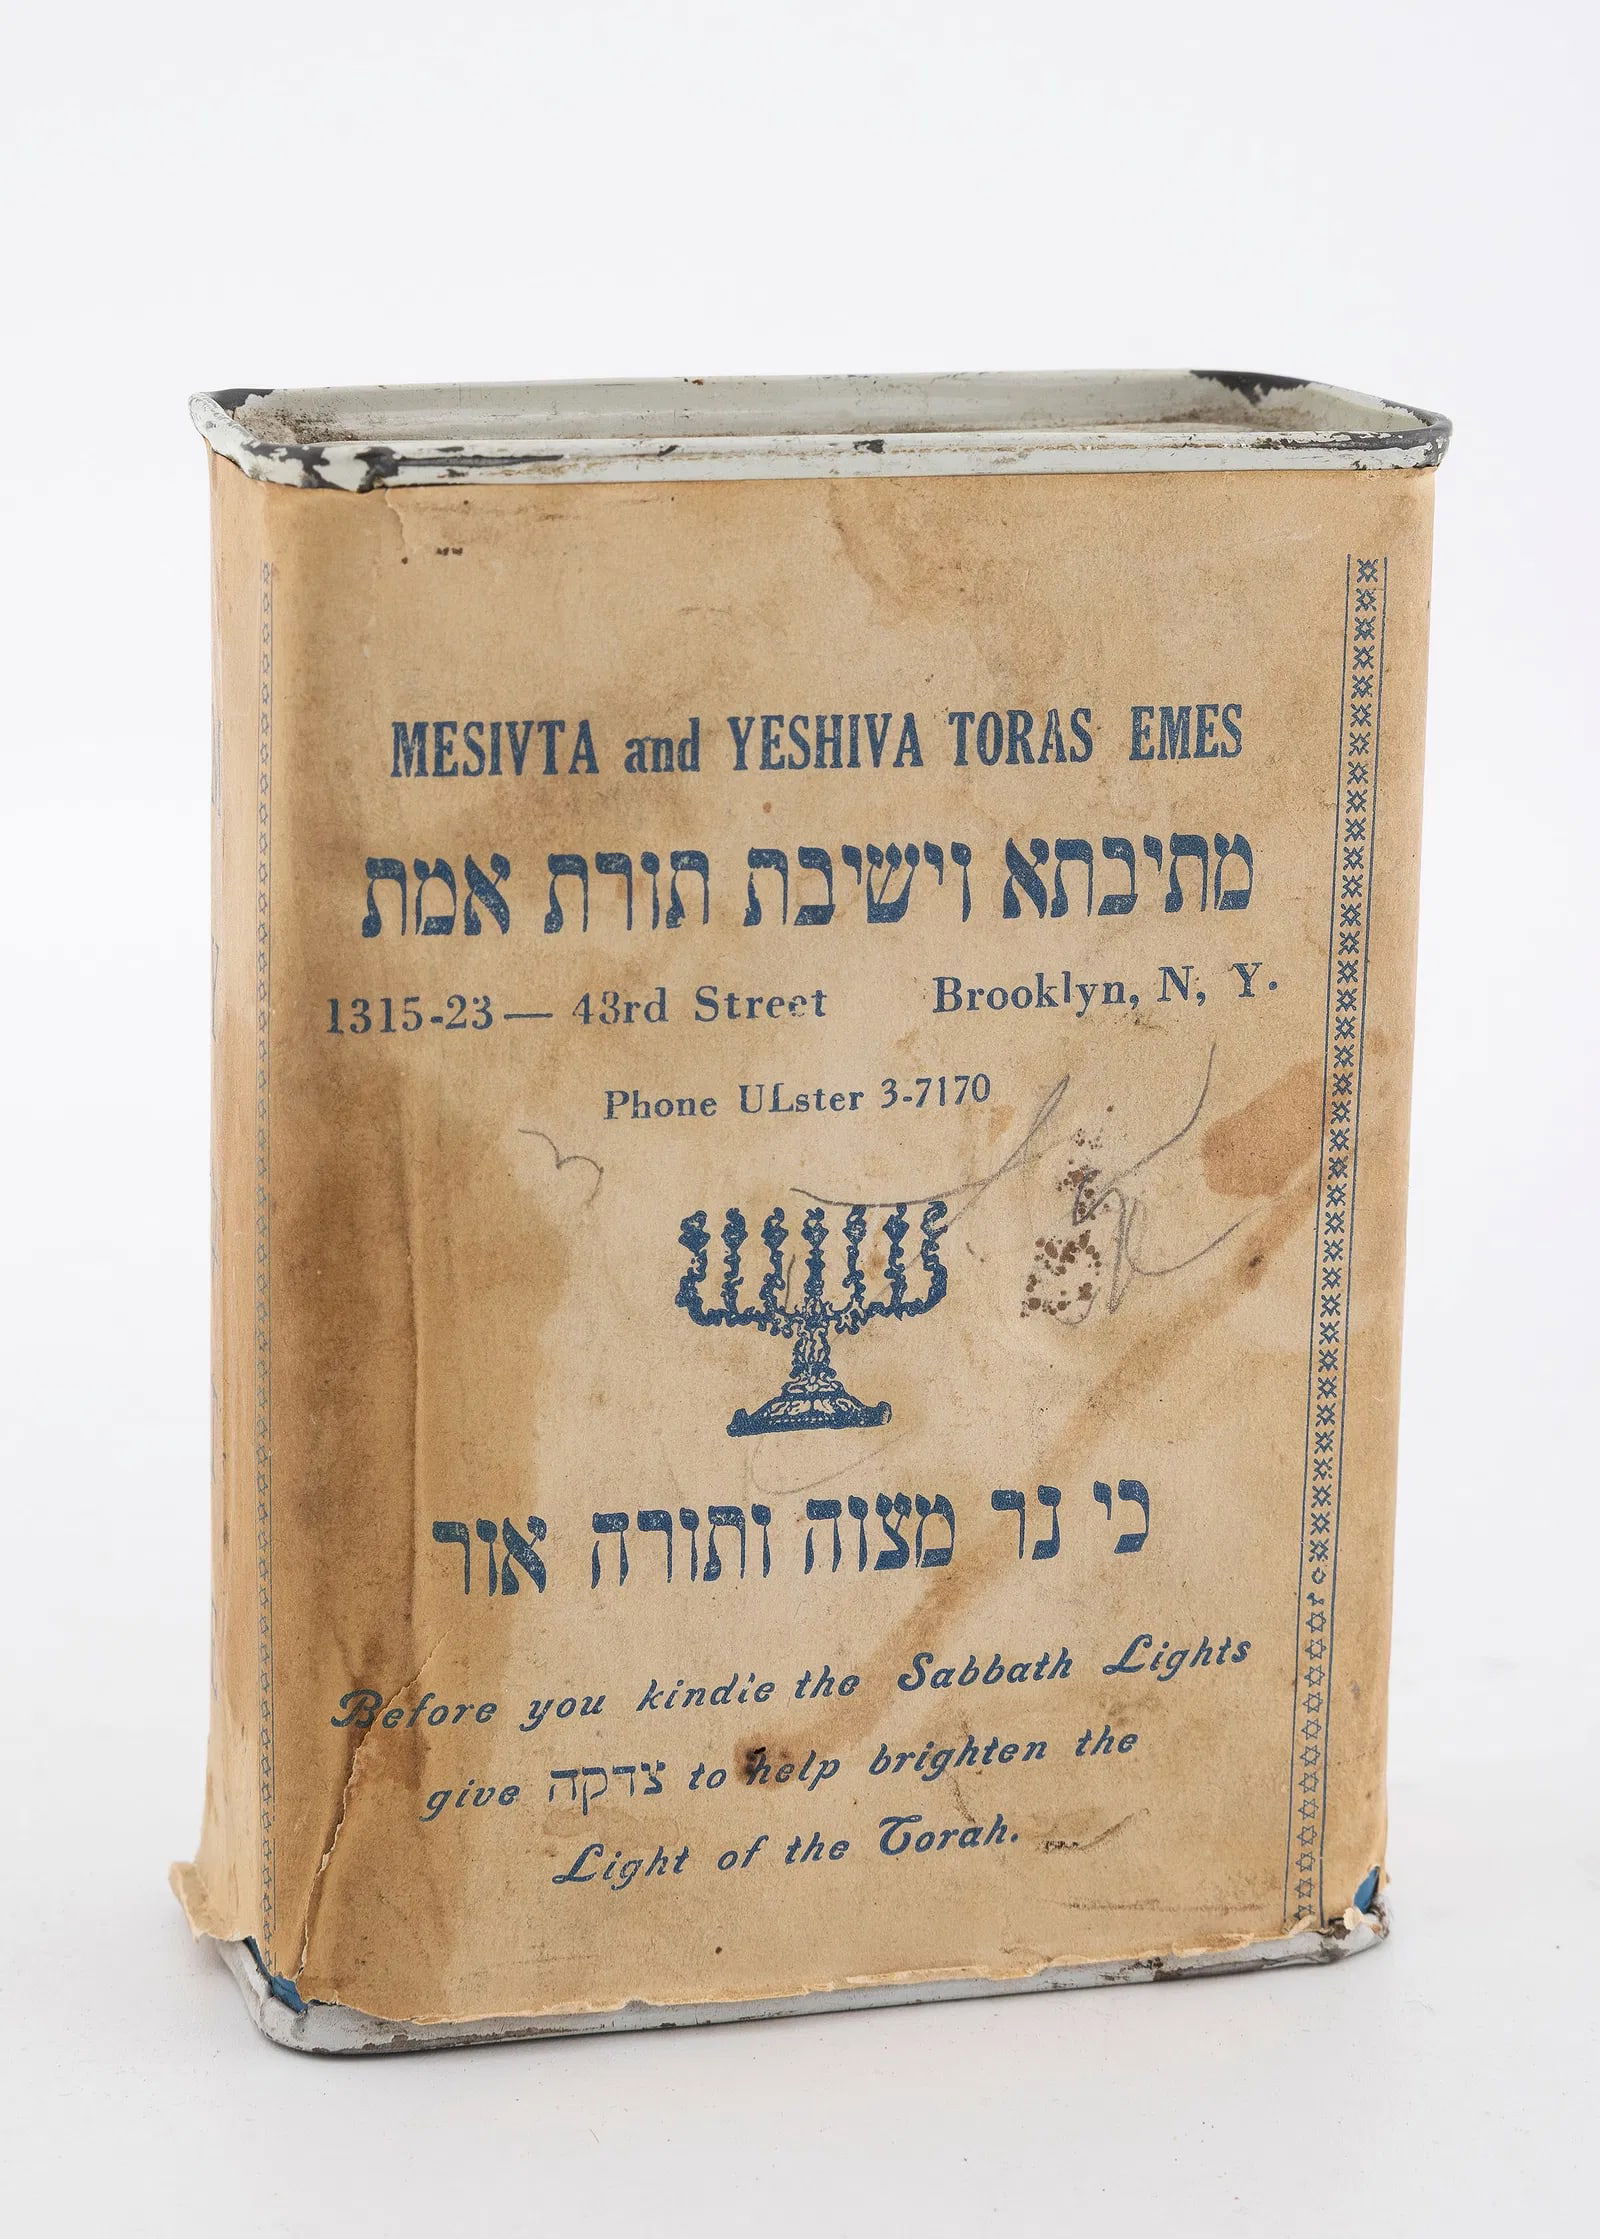 MESIVTA and YESHIVA TORAS EMES
מתיבתא וישיבת תורת אמת
1315-23— 43rd Street Brooklyn, N, Y.
Phone ULster 3-7170
כי נר מצוה ותורה אור
Before you kindle the Sabbath Lights
give צדקה to help brighten the
Light of the Torah.